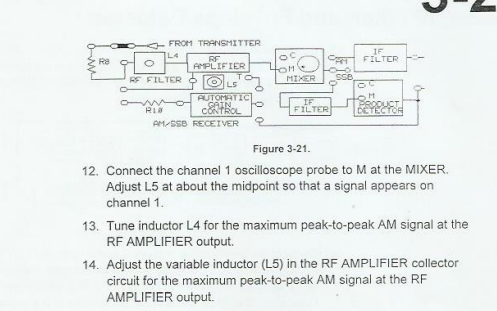 3-2
FROM TRANSMITTER
R8
L4
RF
AMPLIFIER
C
M
MIXER
AM
SSB
IF
FILTER
RF FILTER
T
L5
C
M
PRODUCT
DETECTOR
IF
FILTER
R10
AUTOMATIC
GAIN
CONTROL
AM/SSB RECEIVER
Figure 3-21.
12. Connect the channel 1 oscilloscope probe to M at the MIXER.
Adjust L5 at about the midpoint so that a signal appears on
channel 1.
13. Tune inductor L4 for the maximum peak-to-peak AM signal at the
RF AMPLIFIER output.
14. Adjust the variable inductor (L5) in the RF AMPLIFIER collector
circuit for the maximum peak-to-peak AM signal at the RF
AMPLIFIER output.